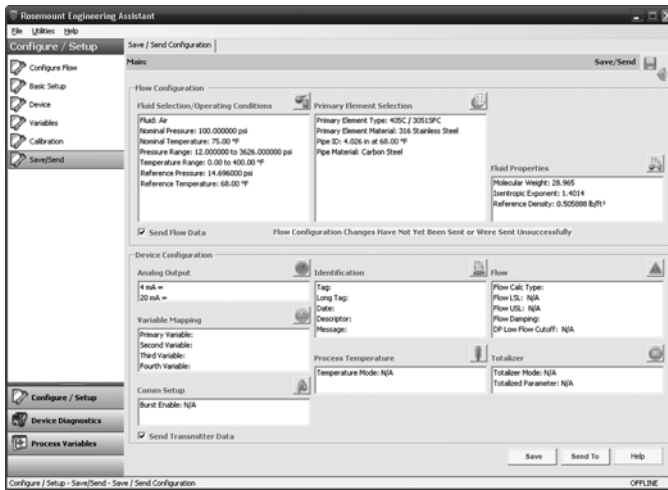 Rosemount Engineering Assistant
File Utilities Help
Configure / Setup
Configure Flow
Basic Setup
Device
Variables
Calibration
Save/Send
Configure / Setup
Device Diagnostics
Process Variables
Save / Send Configuration
Main:
Save/Send
Flow Configuration
Fluid Selection/Operating Conditions
Fluid: Air
Nominal Pressure: 100.000000 psi
Nominal Temperature: 75.00 °F
Pressure Range: 12.000000 to 3626.000000 psi
Temperature Range: 0.00 to 400.00 °F
Reference Pressure: 14.696000 psi
Reference Temperature: 68.00 °F
Primary Element Selection
Primary Element Type: 405C / 3051SFC
Primary Element Material: 316 Stainless Steel
Pipe ID: 4.026 in at 68.00 °F
Pipe Material: Carbon Steel
Fluid Properties
Molecular Weight: 28.965
Isentropic Exponent: 1.4014
Reference Density: 0.505888 lb/ft³
Send Flow Data
Flow Configuration Changes Have Not Yet Been Sent or Were Sent Unsuccessfully
Device Configuration
Analog Output
4 mA =
20 mA =
Variable Mapping
Primary Variable:
Second Variable:
Third Variable:
Fourth Variable:
Comm Setup
Burst Enable: N/A
Identification
Tag:
Long Tag:
Date:
Descriptor:
Message:
Process Temperature
Temperature Mode: N/A
Flow
Flow Calc Type:
Flow LSL: N/A
Flow USL: N/A
Flow Damping:
DP Low Flow Cutoff: N/A
Totalizer
Totalizer Mode: N/A
Totalized Parameter: N/A
Send Transmitter Data
Save Send To Help
Configure / Setup - Save/Send - Save / Send Configuration
OFFLINE